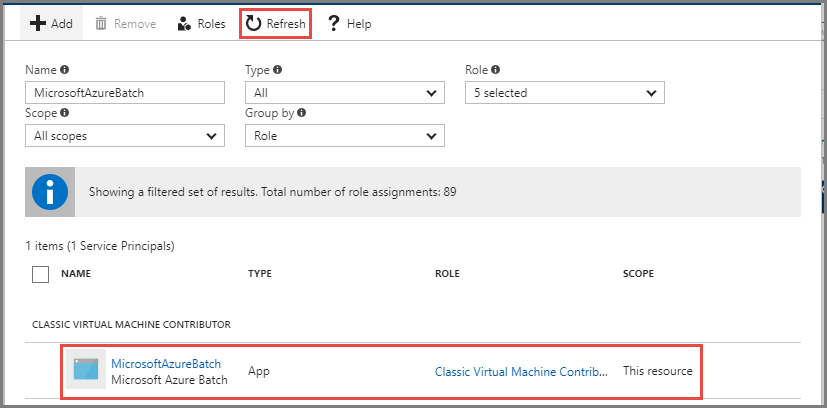 Add Remove Roles Refresh ? Help
Name Type Role
MicrosoftAzureBatch All 5 selected
Scope Group by
All scopes Role
Showing a filtered set of results. Total number of role assignments: 89
1 items (1 Service Principals)
NAME TYPE ROLE SCOPE
CLASSIC VIRTUAL MACHINE CONTRIBUTOR
MicrosoftAzureBatch App Classic Virtual Machine Contrib... This resource
Microsoft Azure Batch